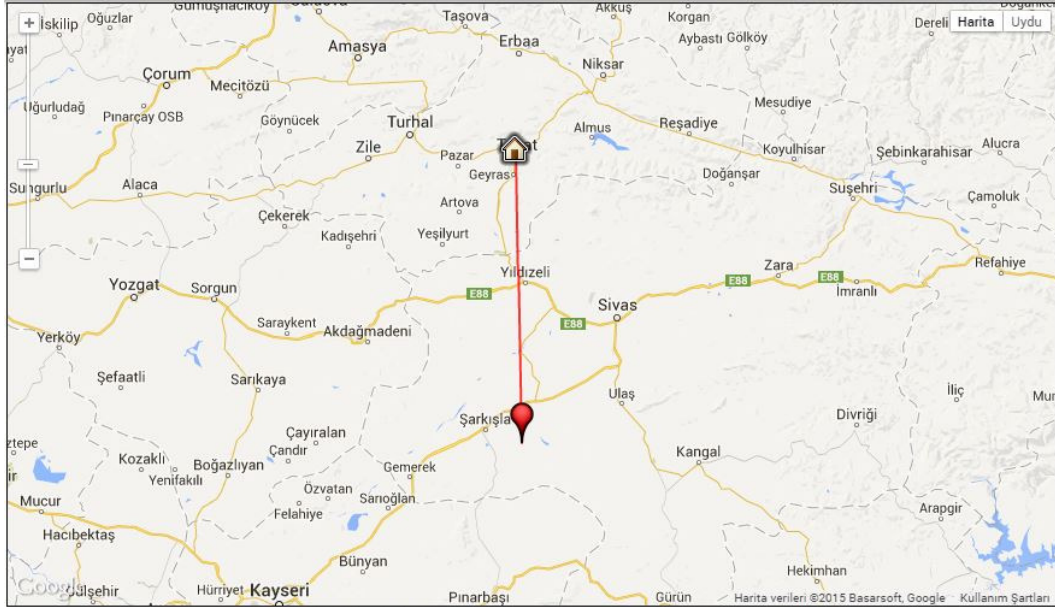 Gümüşhacıköy
Taşova
Akkuş
Korgan
İskilip
Oğuzlar
Dereli
Harita
Uydu
Erbaa
Aybastı
Gölköy
Amasya
Niksar
Çorum
Mecitözü
Mesudiye
Uğurludağ
Pınarçay OSB
Göynücek
Turhal
Almus
Reşadiye
Zile
Pazar
Koyulhisar
Şebinkarahisar
Alucra
Geyras
Doğanşar
Sungurlu
Alaca
Suşehri
Çamoluk
Artova
Çekerek
Kadışehri
Yeşilyurt
Refahiye
Yıldızeli
Zara
E88
E88
İmranlı
Yozgat
Sorgun
E88
Sivas
Saraykent
Akdağmadeni
E88
Yerköy
Şefaatli
Sarıkaya
Ulaş
İliç
Divriği
Şarkışla
Çayıralan
Çandır
Kozaklı
Boğazlıyan
Yenifakılı
Gemerek
Kangal
Özvatan
Sarıoğlan
Felahiye
Mucur
Arapgir
Hacıbektaş
Bünyan
Hekimhan
Google
Hürriyet
Kayseri
Pınarbaşı
Gürün
Harita verileri ©2015 Basarsoft, Google
Kullanım Şartları